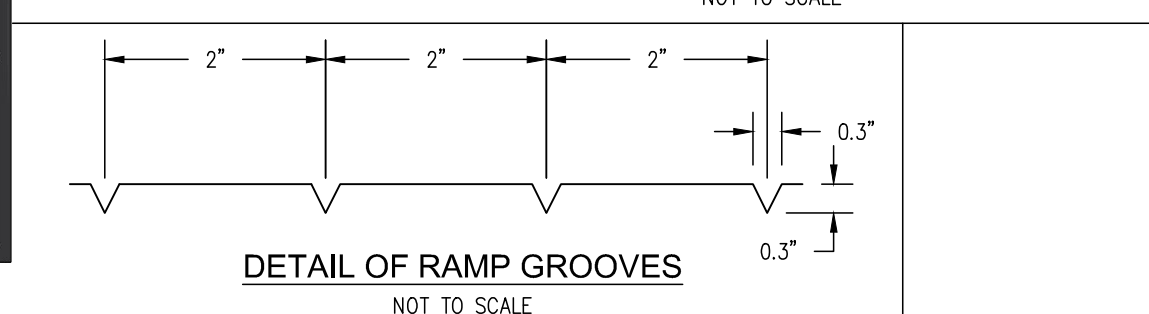 NOT TO SCALE
2" 2" 2"
0.3"
0.3"
DETAIL OF RAMP GROOVES
NOT TO SCALE